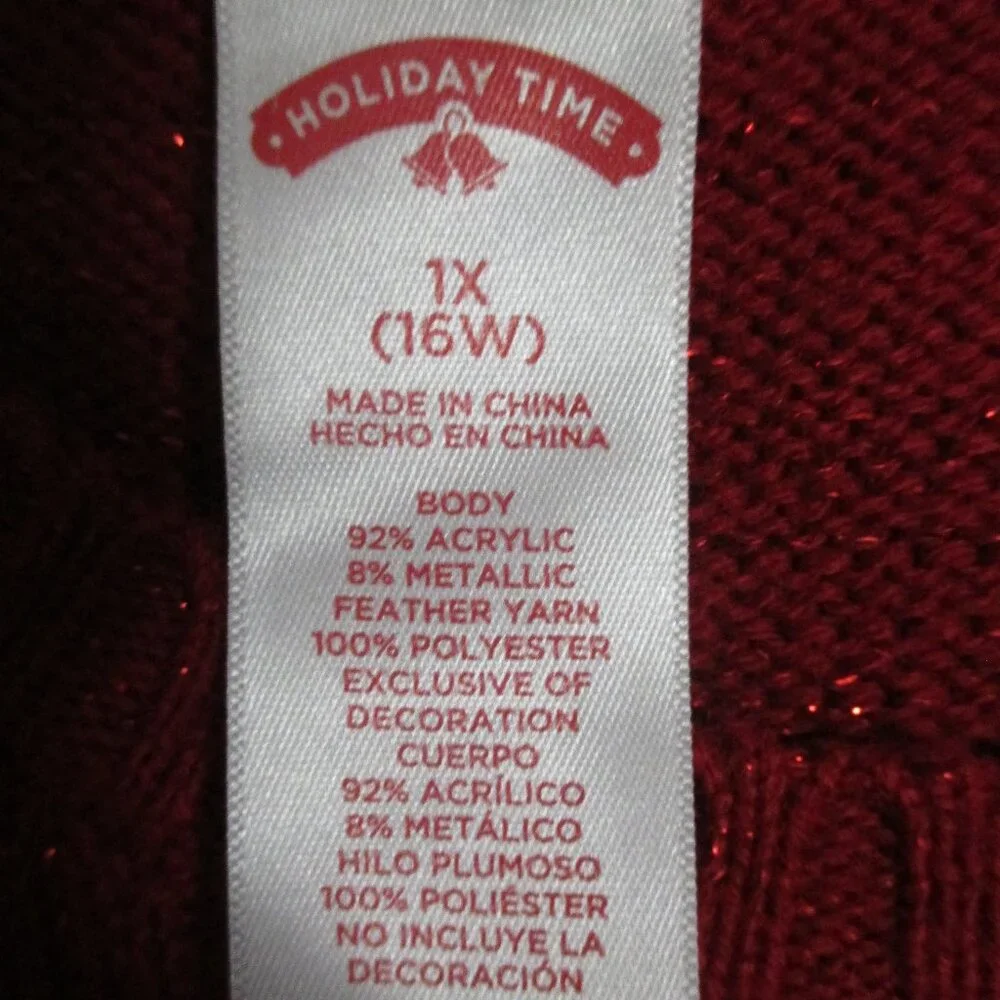 HOLIDAY TIME
1X
(16W)
MADE IN CHINA
HECHO EN CHINA
BODY
92% ACRYLIC
8% METALLIC
FEATHER YARN
100% POLYESTER
EXCLUSIVE OF
DECORATION
CUERPO
92% ACRÍLICO
8% METÁLICO
HILO PLUMOSO
100% POLIÉSTER
NO INCLUYE LA
DECORACIÓN